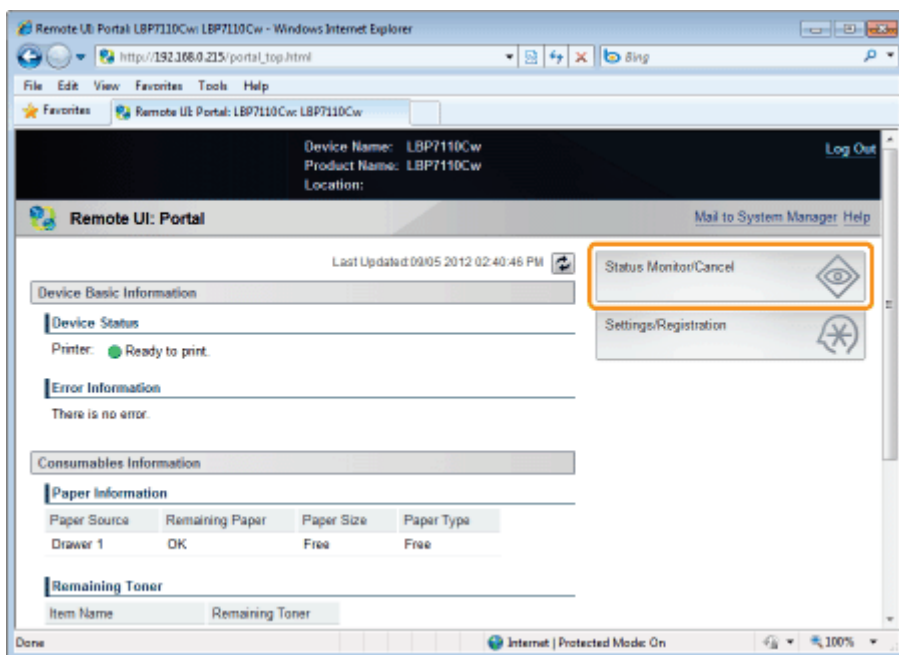 Remote UI: Portal: LBP7110Cw: LBP7110Cw - Windows Internet Explorer
http://192.168.0.215/portal_top.html
Bing
File Edit View Favorites Tools Help
Favorites
Remote UI: Portal: LBP7110Cw: LBP7110Cw
Device Name: LBP7110Cw
Product Name: LBP7110Cw
Location:
Log Out
Remote UI: Portal
Mail to System Manager Help
Last Updated:09/05 2012 02:40:46 PM
Status Monitor/Cancel
Settings/Registration
Device Basic Information
Device Status
Printer: Ready to print.
Error Information
There is no error.
Consumables Information
Paper Information
Paper Source Remaining Paper Paper Size Paper Type
Drawer 1 OK Free Free
Remaining Toner
Item Name Remaining Toner
Done
Internet | Protected Mode: On
100%